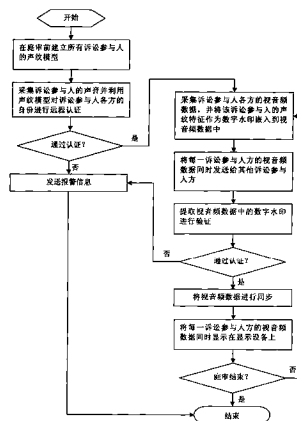 开始
在庭审前建立所有诉讼参与人
的声纹模型
采集诉讼参与人的声音并利用
声纹模型对诉讼参与人各方的
身份进行远程认证
通过认证?
是
否
发送报警信息
采集诉讼参与人各方的视音频
数据,并将该诉讼参与人的声
纹特征作为数字水印嵌入到视
音频数据中
将每一诉讼参与人方的视音频
数据同时发送给其他诉讼参与
人方
提取视音频数据中的数字水印
进行验证
否
通过认证?
是
将视音频数据进行同步
将每一诉讼参与人方的视音频
数据同时显示在显示设备上
庭审结束?
否
是
结束